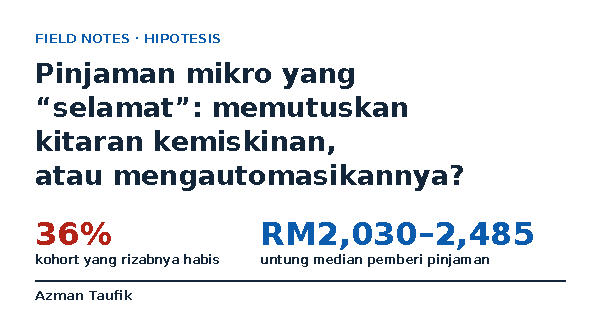 FIELD NOTES · HIPOTESIS
Pinjaman mikro yang
“selamat”: memutuskan
kitaran kemiskinan,
atau mengautomasikannya?
36%
kohort yang rizabnya habis
RM2,030–2,485
untung median pemberi pinjaman
Azman Taufik